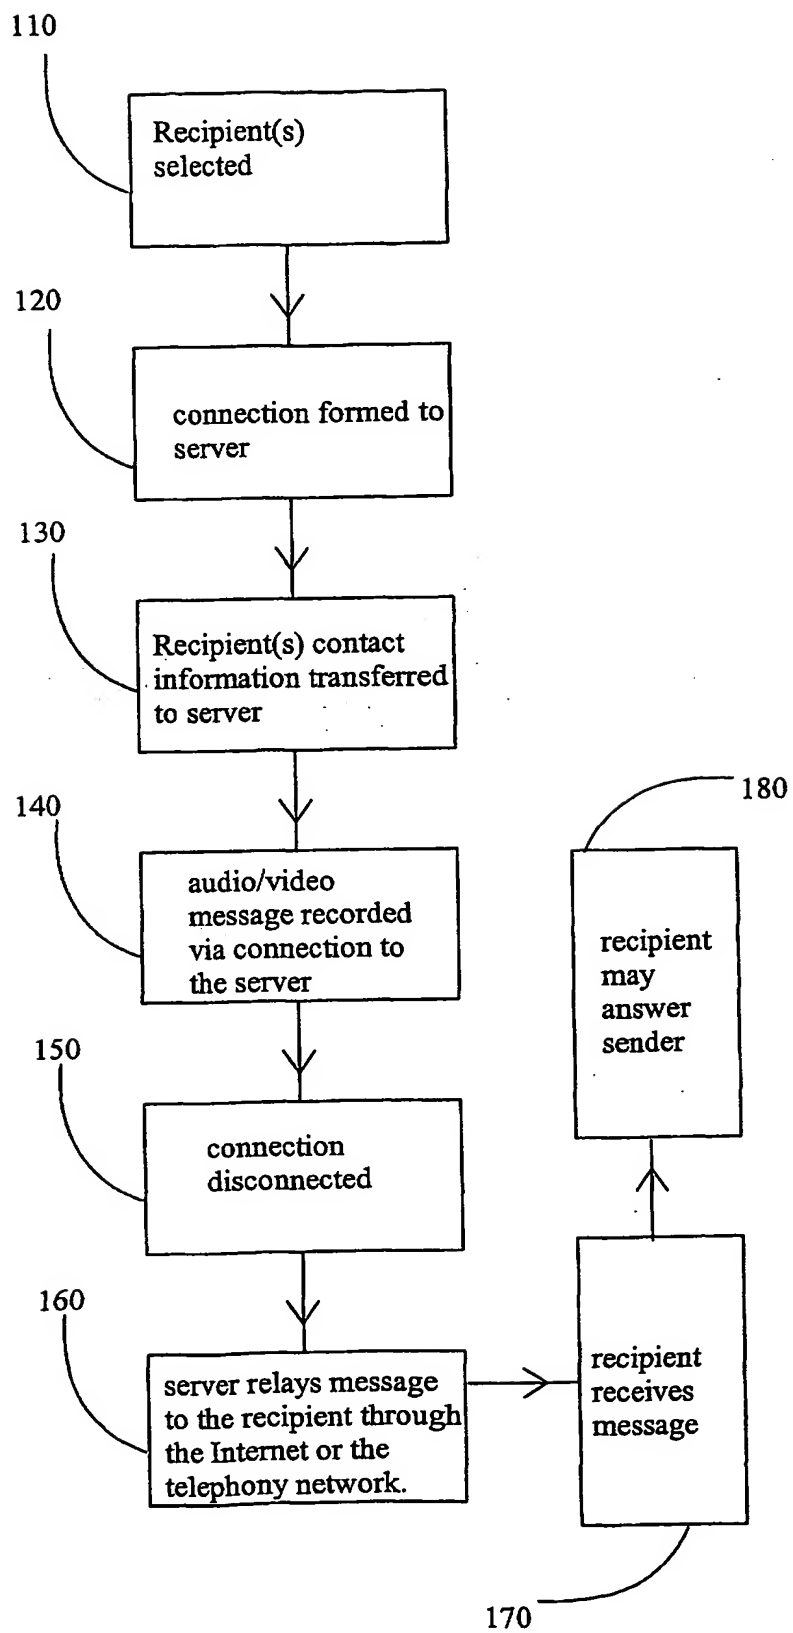 110
Recipient(s)
selected
120
connection formed to
server
130
Recipient(s) contact
information transferred
to server
140
audio/video
message recorded
via connection to
the server
150
connection
disconnected
160
server relays message
to the recipient through
the Internet or the
telephony network.
180
recipient
may
answer
sender
recipient
receives
message
170